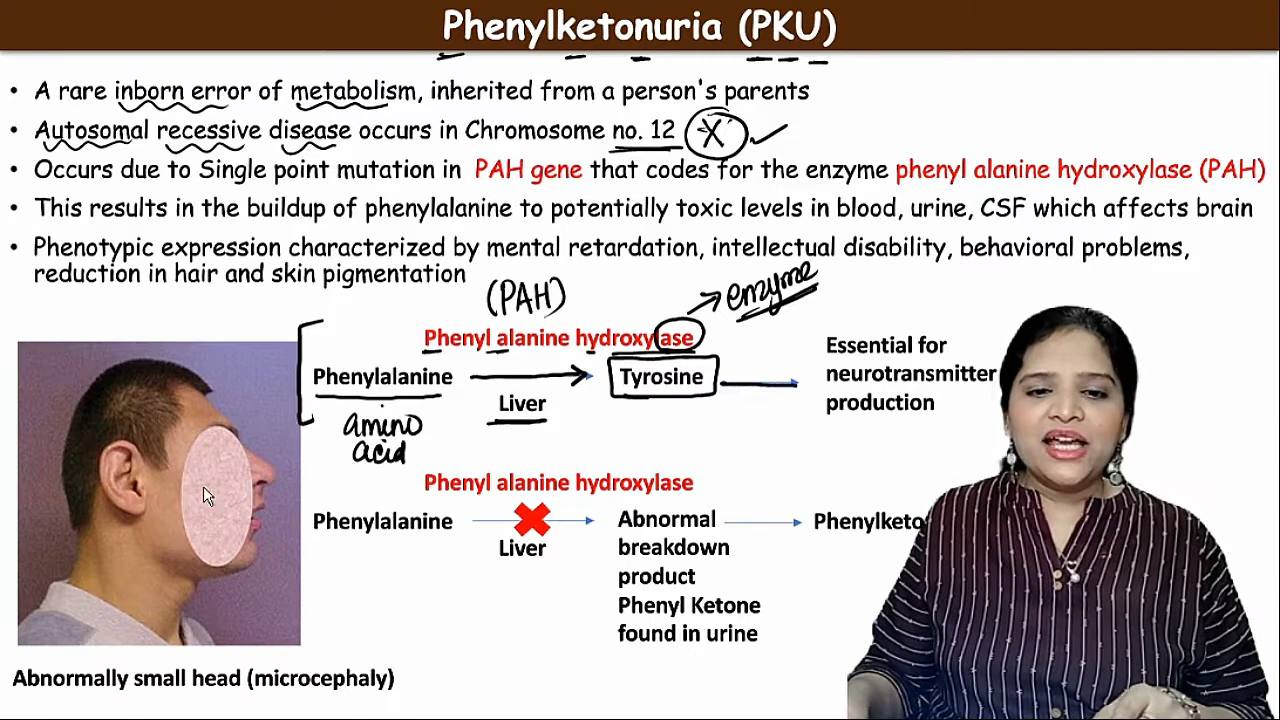 Phenylketonuria (PKU)
• A rare inborn error of metabolism, inherited from a person's parents
• Autosomal recessive disease occurs in Chromosome no. 12 X
• Occurs due to Single point mutation in PAH gene that codes for the enzyme phenyl alanine hydroxylase (PAH)
• This results in the buildup of phenylalanine to potentially toxic levels in blood, urine, CSF which affects brain
• Phenotypic expression characterized by mental retardation, intellectual disability, behavioral problems,
reduction in hair and skin pigmentation
(PAH)
enzyme
Phenyl alanine hydroxylase
Phenylalanine
Liver
Tyrosine
Essential for
neurotransmitter
production
amino
acid
Phenyl alanine hydroxylase
Phenylalanine
Liver
Abnormal
breakdown
product
Phenyl Ketone
found in urine
Phenylketo
Abnormally small head (microcephaly)